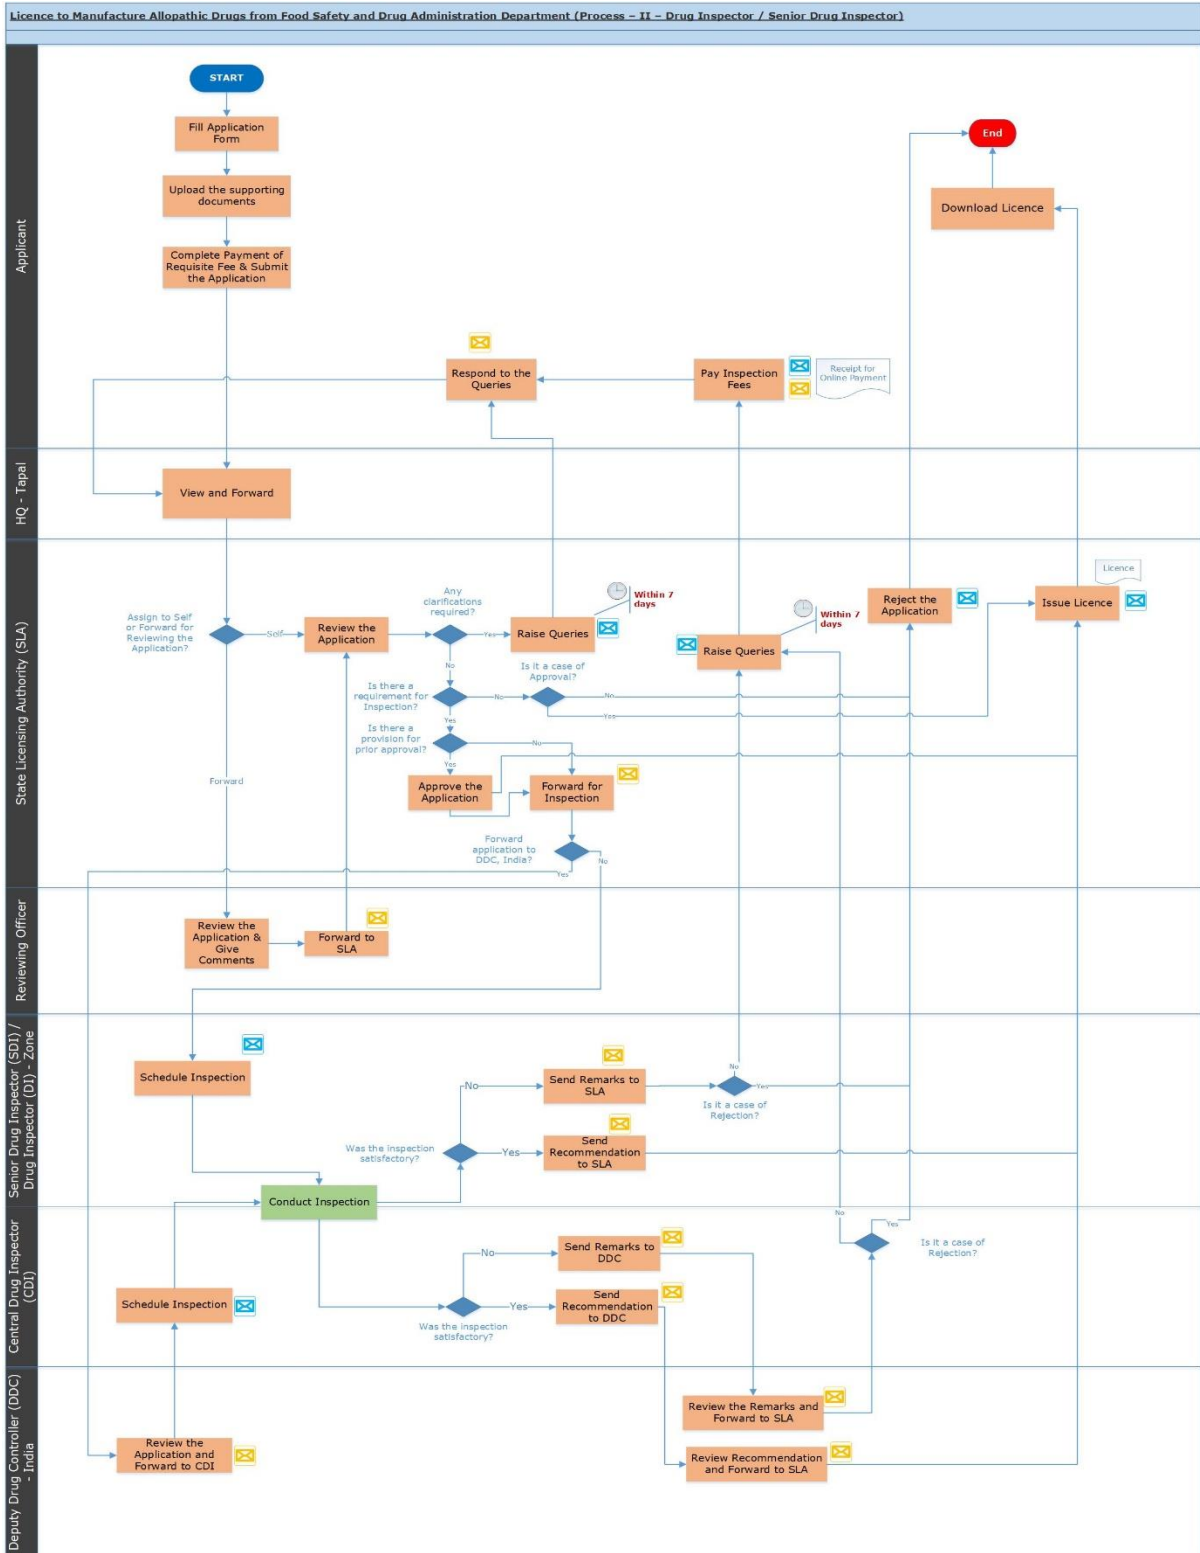 Licence to Manufacture Allopathic Drugs from Food Safety and Drug Administration Department (Process – II – Drug Inspector / Senior Drug Inspector)
Applicant
START
Fill Application
Form
Upload the supporting
documents
Complete Payment of
Requisite Fee & Submit
the Application
End
Download Licence
Respond to the
Queries
Pay Inspection
Fees
Receipt for
Online Payment
HQ - Tapal
View and Forward
State Licensing Authority (SLA)
Assign to Self
or Forward for
Reviewing the
Application?
Self
Forward
Review the
Application
Any
clarifications
required?
Yes
No
Raise Queries
Within 7
days
Is there a
requirement for
Inspection?
No
Yes
Is it a case of
Approval?
No
Yes
Is there a
provision for
prior approval?
No
Yes
Approve the
Application
Forward for
Inspection
Forward
application to
DDC, India?
No
Yes
Raise Queries
Within 7
days
Reject the
Application
Licence
Issue Licence
Reviewing Officer
Review the
Application &
Give
Comments
Forward to
SLA
Senior Drug Inspector (SDI) /
Drug Inspector (DI) - Zone
Schedule Inspection
Conduct Inspection
Was the inspection
satisfactory?
No
Yes
Send Remarks to
SLA
Send
Recommendation
to SLA
No
Yes
Is it a case of
Rejection?
Central Drug Inspector
(CDI)
Schedule Inspection
Was the inspection
satisfactory?
No
Yes
Send Remarks to
DDC
Send
Recommendation
to DDC
No
Yes
Is it a case of
Rejection?
Deputy Drug Controller (DDC)
- India
Review the
Application and
Forward to CDI
Review the Remarks and
Forward to SLA
Review Recommendation
and Forward to SLA